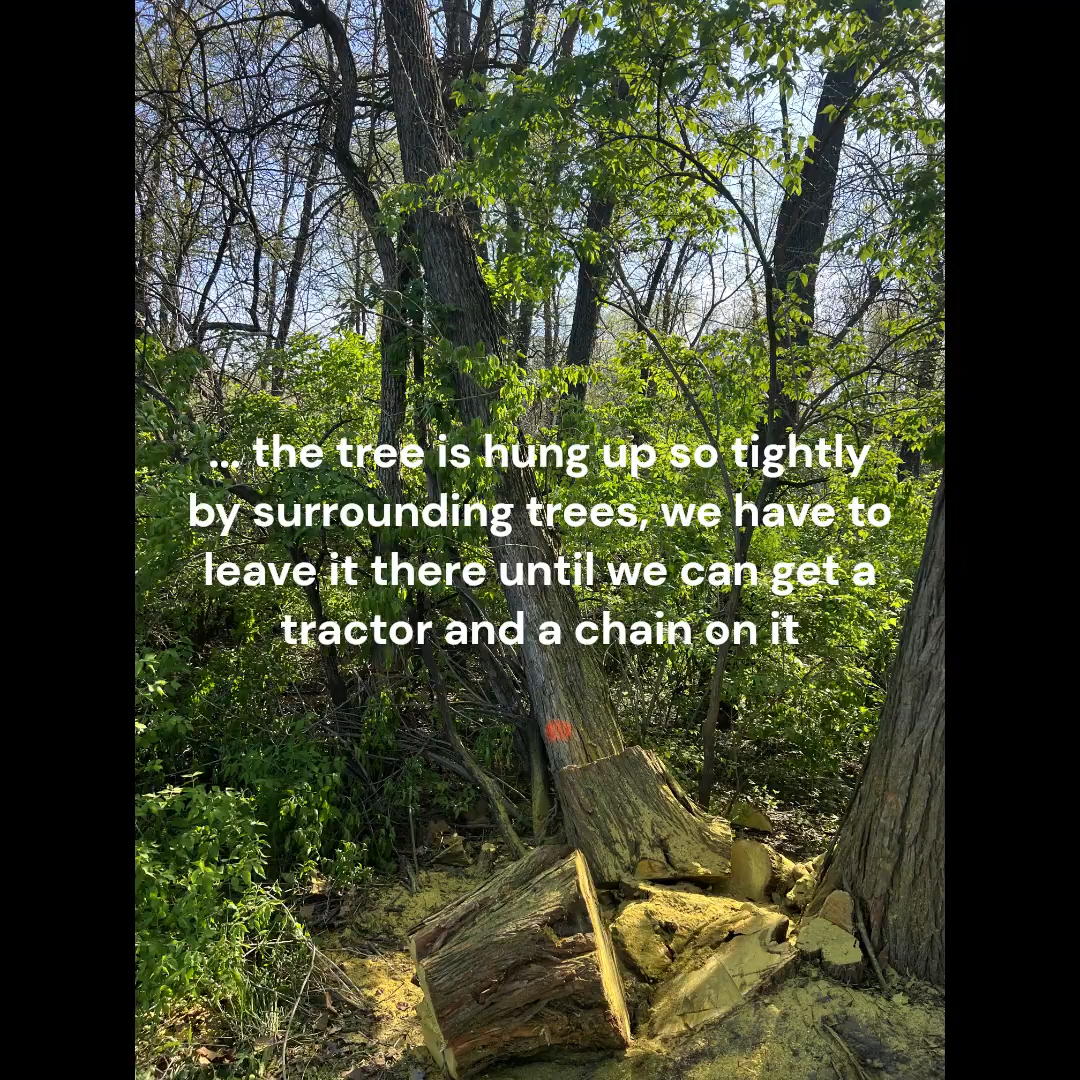 ... the tree is hung up so tightly
by surrounding trees, we have to
leave it there until we can get a
tractor and a chain on it